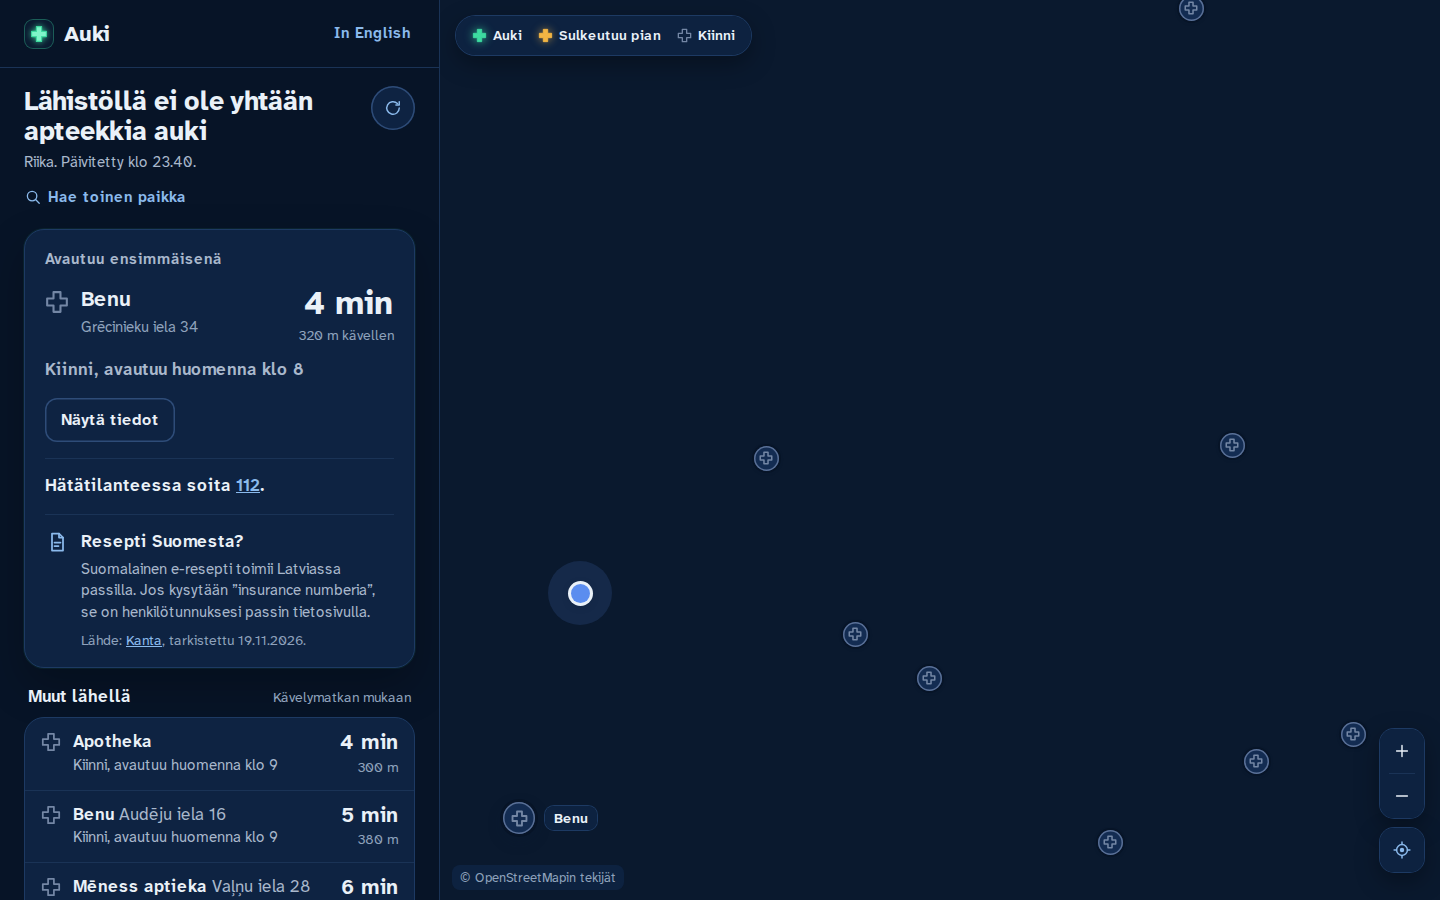 Auki
In English
Lähistöllä ei ole yhtään
apteekkia auki
Riika. Päivitetty klo 23.40.
Hae toinen paikka
Avautuu ensimmäisenä
Benu
4 min
Grēcinieku iela 34
320 m kävellen
Kiinni, avautuu huomenna klo 8
Näytä tiedot
Hätätilanteessa soita 112.
Resepti Suomesta?
Suomalainen e-resepti toimii Latviassa
passilla. Jos kysytään ”insurance numberia”,
se on henkilötunnuksesi passin tietosivulla.
Lähde: Kanta, tarkistettu 19.11.2026.
Muut lähellä
Kävelymatkan mukaan
Apotheka
4 min
Kiinni, avautuu huomenna klo 9
300 m
Benu Audēju iela 16
5 min
Kiinni, avautuu huomenna klo 9
380 m
Mēness aptieka Vaļņu iela 28
6 min
Auki
Sulkeutuu pian
Kiinni
Benu
© OpenStreetMapin tekijät